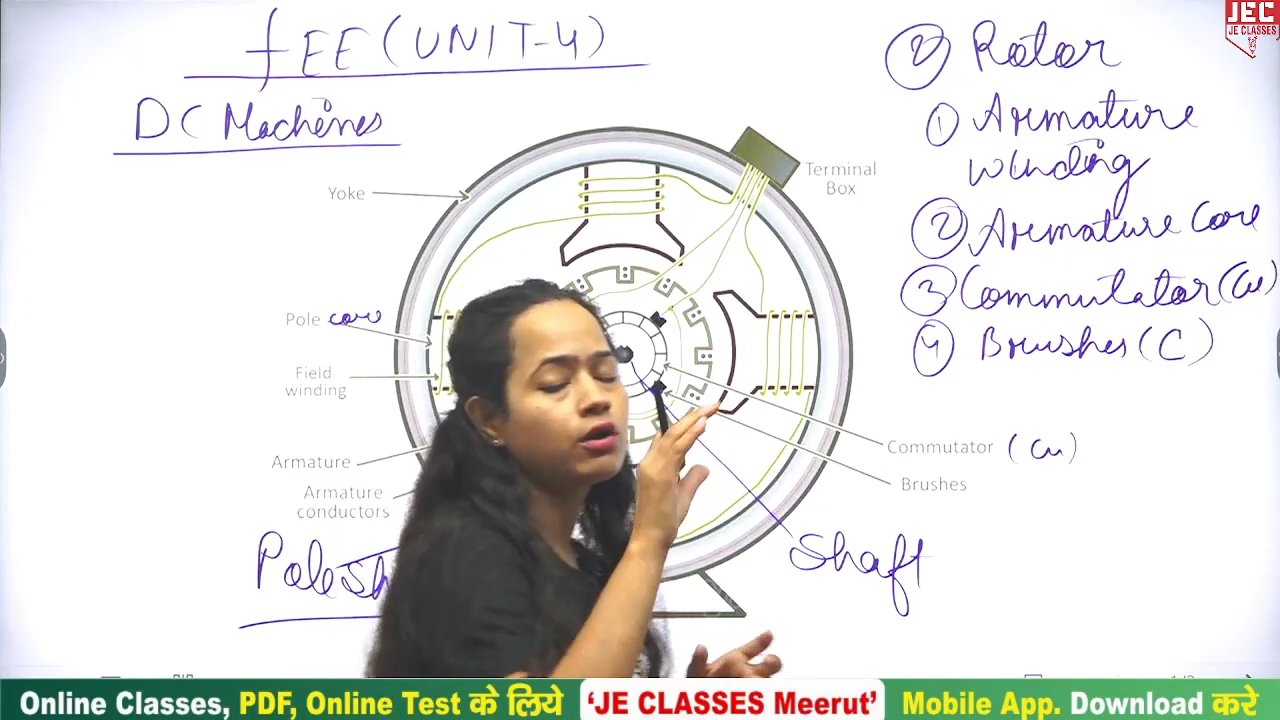 JEC
JE CLASSES
fEE (UNIT-4)
DC Machines
Yoke
Terminal
Box
Pole core
Field
winding
Armature
Armature
conductors
Commutator (Cu)
Brushes
Shaft
② Rotor
① Armature
winding
② Armature Core
③ Commutator (Cu)
④ Brushes (C)
Online Classes, PDF, Online Test के लिये 'JE CLASSES Meerut' Mobile App. Download करे